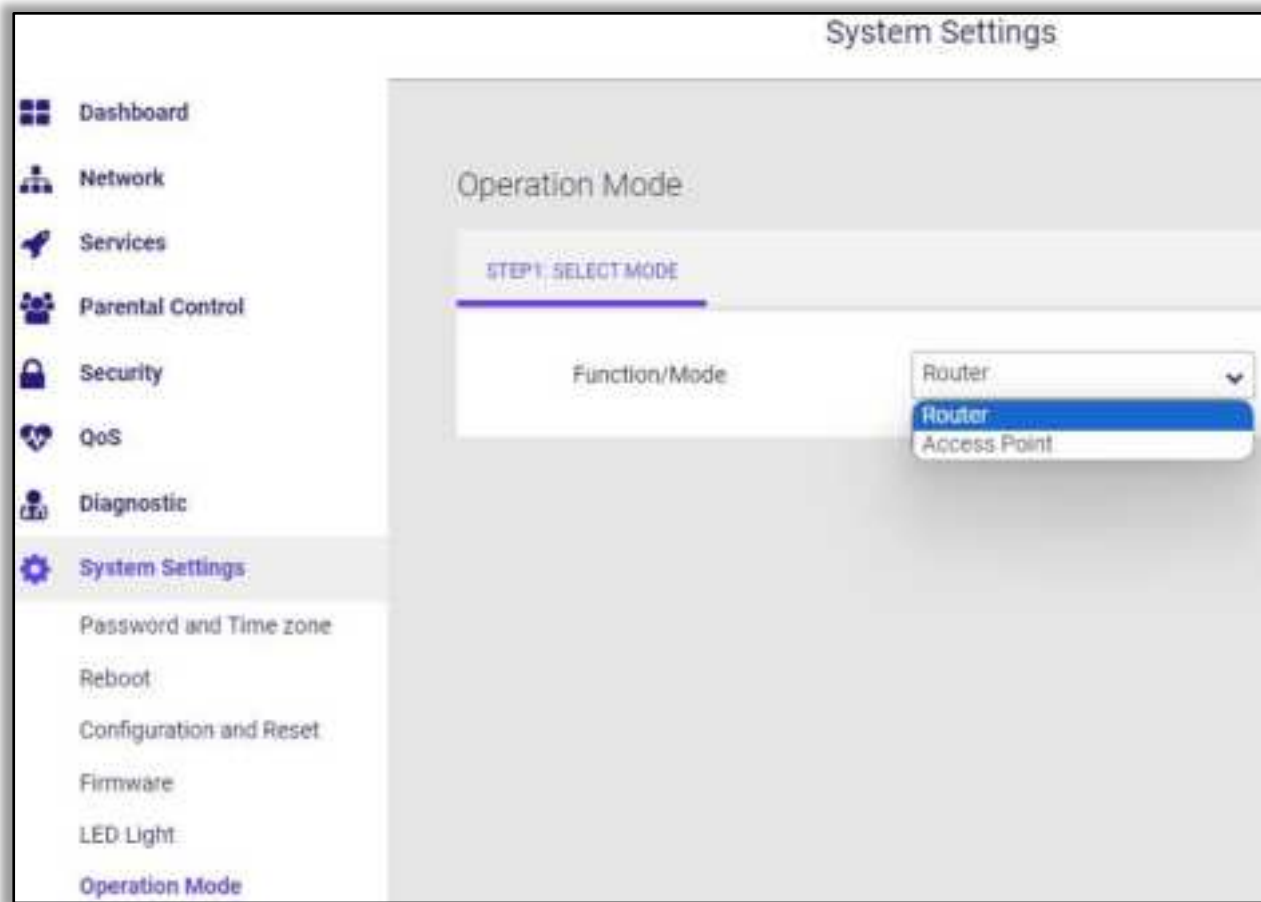 System Settings
Dashboard
Network
Services
Parental Control
Security
QoS
Diagnostic
System Settings
Password and Time zone
Reboot
Configuration and Reset
Firmware
LED Light
Operation Mode
Operation Mode
STEP1: SELECT MODE
Function/Mode
Router
Router
Access Point